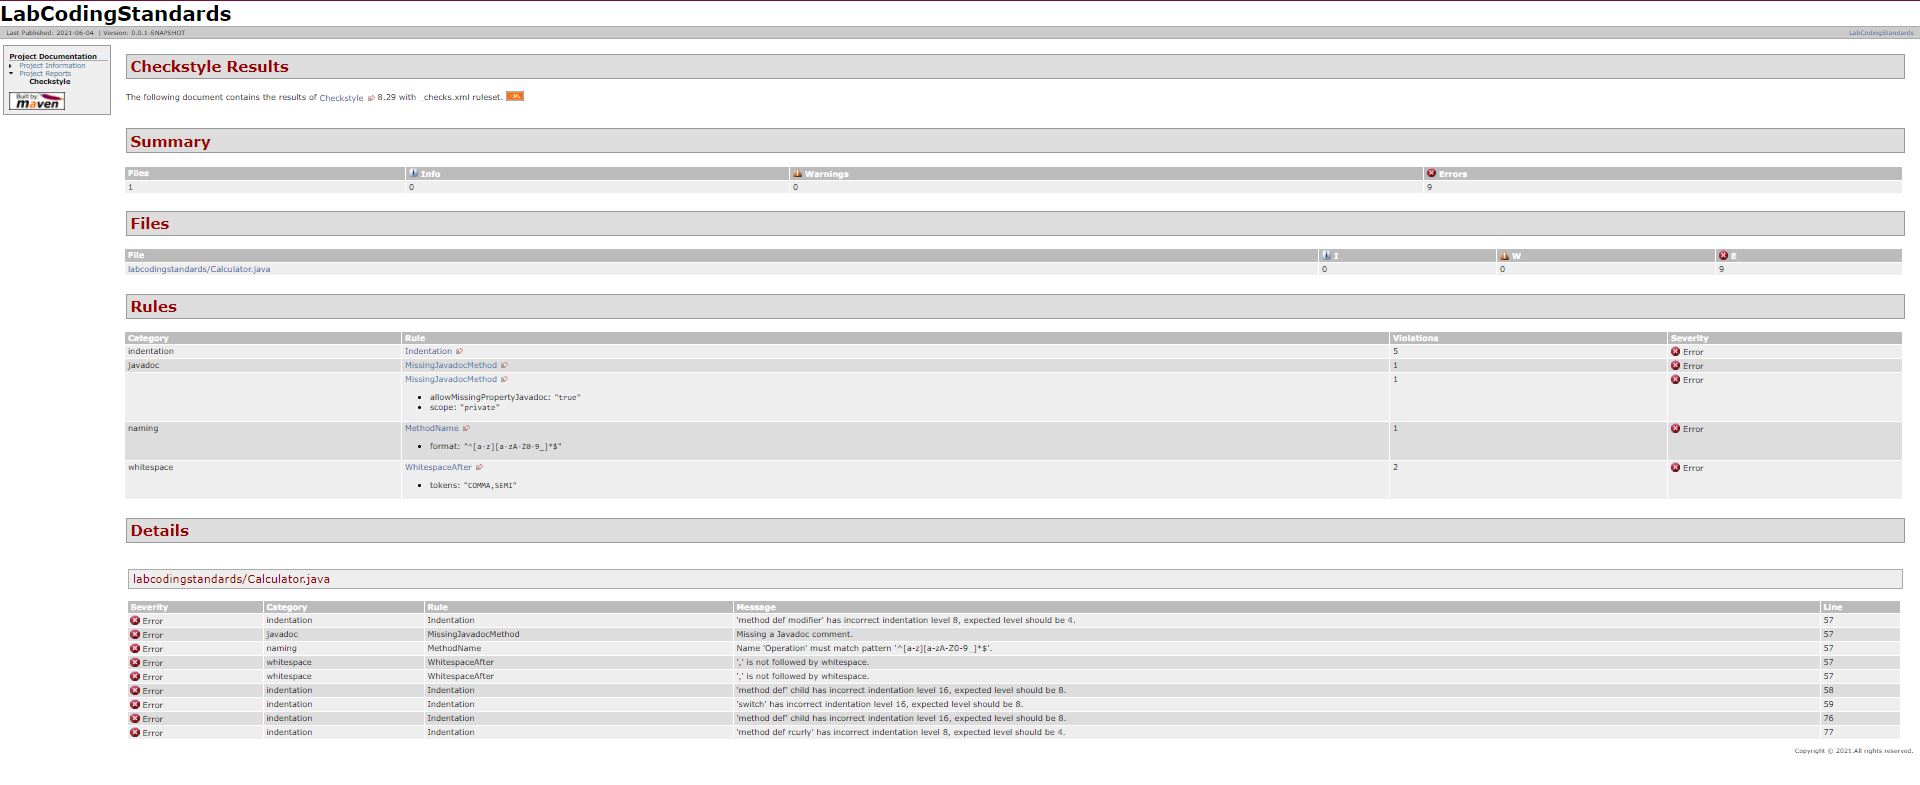 LabCodingStandards
Last Published: 2021-06-04 | Version: 0.0.1-SNAPSHOT
LabCodingStandards
Project Documentation
Project Information
Project Reports
Checkstyle
Built by:
maven
Checkstyle Results
The following document contains the results of Checkstyle 8.29 with _checks.xml ruleset.
Summary
Files Info Warnings Errors
1 0 0 9
Files
File I W E
labcodingstandards/Calculator.java 0 0 9
Rules
Category Rule Violations Severity
indentation Indentation 5 Error
javadoc MissingJavadocMethod 1 Error
MissingJavadocMethod 1 Error
allowMissingPropertyJavadoc: "true"
scope: "private"
naming MethodName 1 Error
format: "^[a-z][a-zA-Z0-9_]*$"
whitespace WhitespaceAfter 2 Error
tokens: "COMMA,SEMI"
Details
labcodingstandards/Calculator.java
Severity Category Rule Message Line
Error indentation Indentation 'method def modifier' has incorrect indentation level 8, expected level should be 4. 57
Error javadoc MissingJavadocMethod Missing a Javadoc comment. 57
Error naming MethodName Name 'Operation' must match pattern '^[a-z][a-zA-Z0-9_]*$'. 57
Error whitespace WhitespaceAfter ',' is not followed by whitespace. 57
Error whitespace WhitespaceAfter ',' is not followed by whitespace. 57
Error indentation Indentation 'method def' child has incorrect indentation level 16, expected level should be 8. 58
Error indentation Indentation 'switch' has incorrect indentation level 16, expected level should be 8. 59
Error indentation Indentation 'method def' child has incorrect indentation level 16, expected level should be 8. 76
Error indentation Indentation 'method def rcurly' has incorrect indentation level 8, expected level should be 4. 77
Copyright © 2021.All rights reserved.